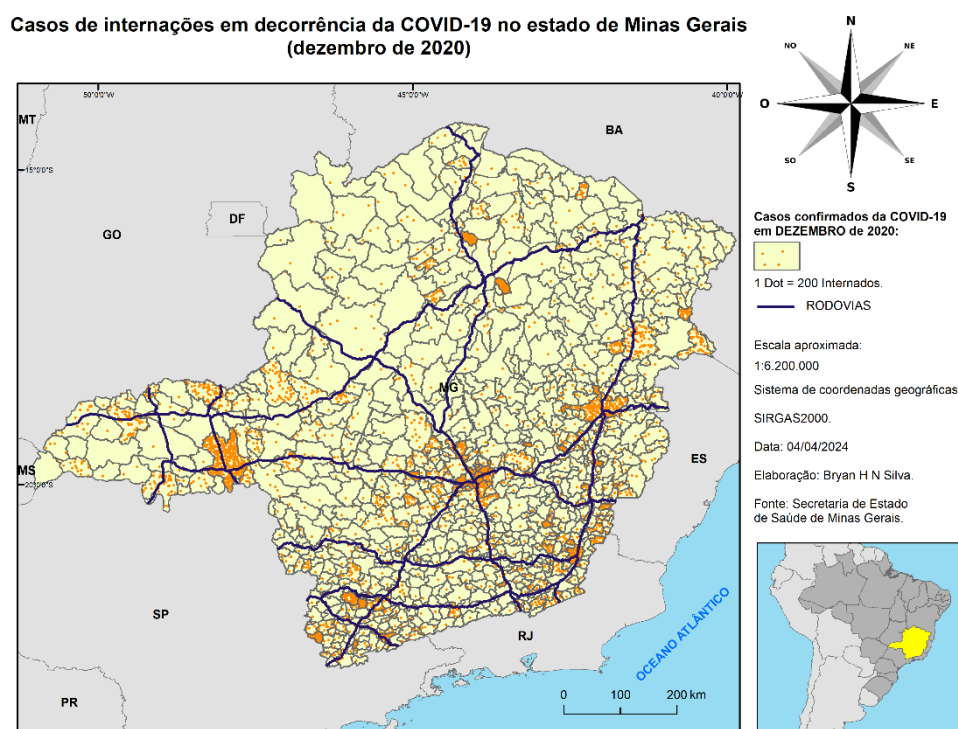 Casos de internações em decorrência da COVID-19 no estado de Minas Gerais
(dezembro de 2020)
50°0'0"W
45°0'0"W
40°0'0"W
15°0'0"S
20°0'0"S
MT
BA
DF
GO
MG
MS
ES
SP
RJ
PR
OCEANO ATLÂNTICO
0 100 200 km
N
NO
NE
O
E
SO
SE
S
Casos confirmados da COVID-19
em DEZEMBRO de 2020:
1 Dot = 200 Internados.
RODOVIAS
Escala aproximada:
1:6.200.000
Sistema de coordenadas geográficas
SIRGAS2000.
Data: 04/04/2024
Elaboração: Bryan H N Silva.
Fonte: Secretaria de Estado
de Saúde de Minas Gerais.